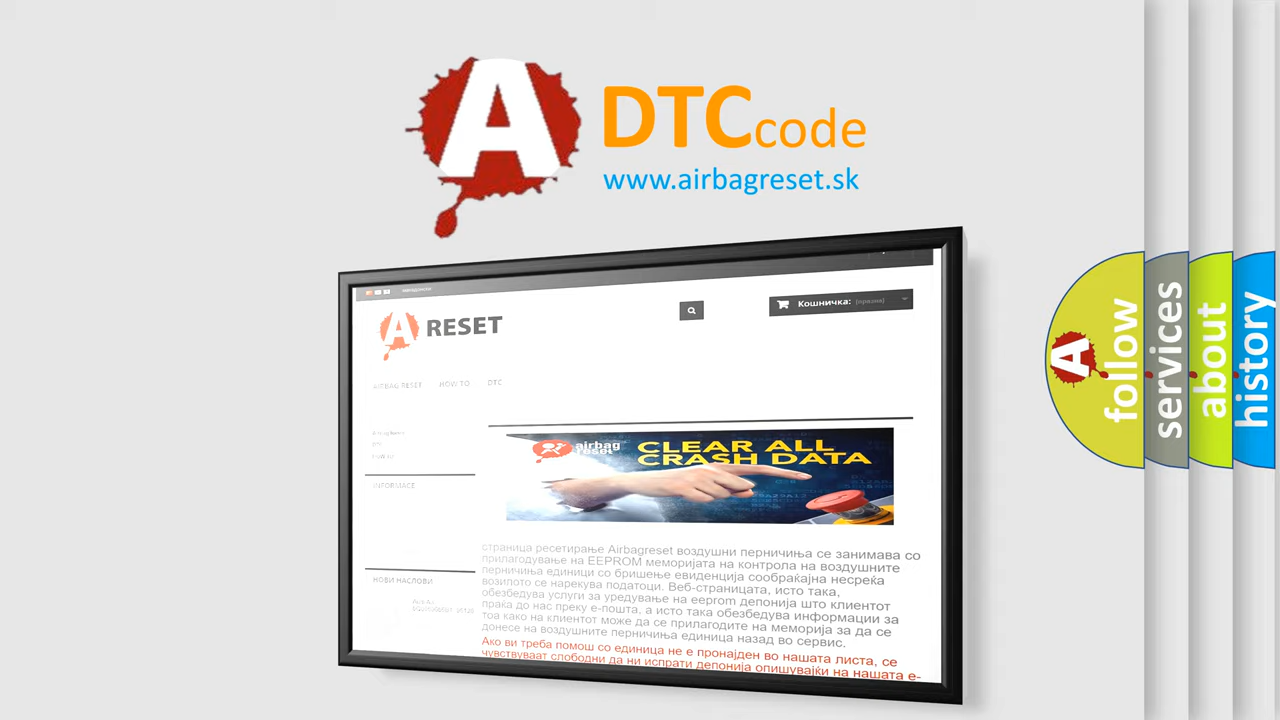 A
DTCcode
www.airbagreset.sk
Кошничка: (празна)
A RESET
AIRBAG RESET HOW TO DTC
airbag
reset
CLEAR ALL
CRASH DATA
INFORMACE
НОВИ НАСЛОВИ
страница ресетирање Airbagreset воздушни перничиња се занимава со
прилагодување на EEPROM меморијата на контрола на воздушните
перничиња единици со бришење евиденција сообраќајна несреќа
возилото се нарекува податоци. Веб-страницата, исто така,
обезбедува услуги за уредување на eeprom депонија што клиентот
праќа до нас преку е-пошта, а исто така обезбедува информации за
тоа како на клиентот може да се прилагодите на меморија за да се
донесе на воздушните перничиња единица назад во сервис.
Ако ви треба помош со единица не е пронајден во нашата листа, се
чувствуваат слободни да ни испрати депонија опишувајќи на нашата е-
A
follow
services
about
history